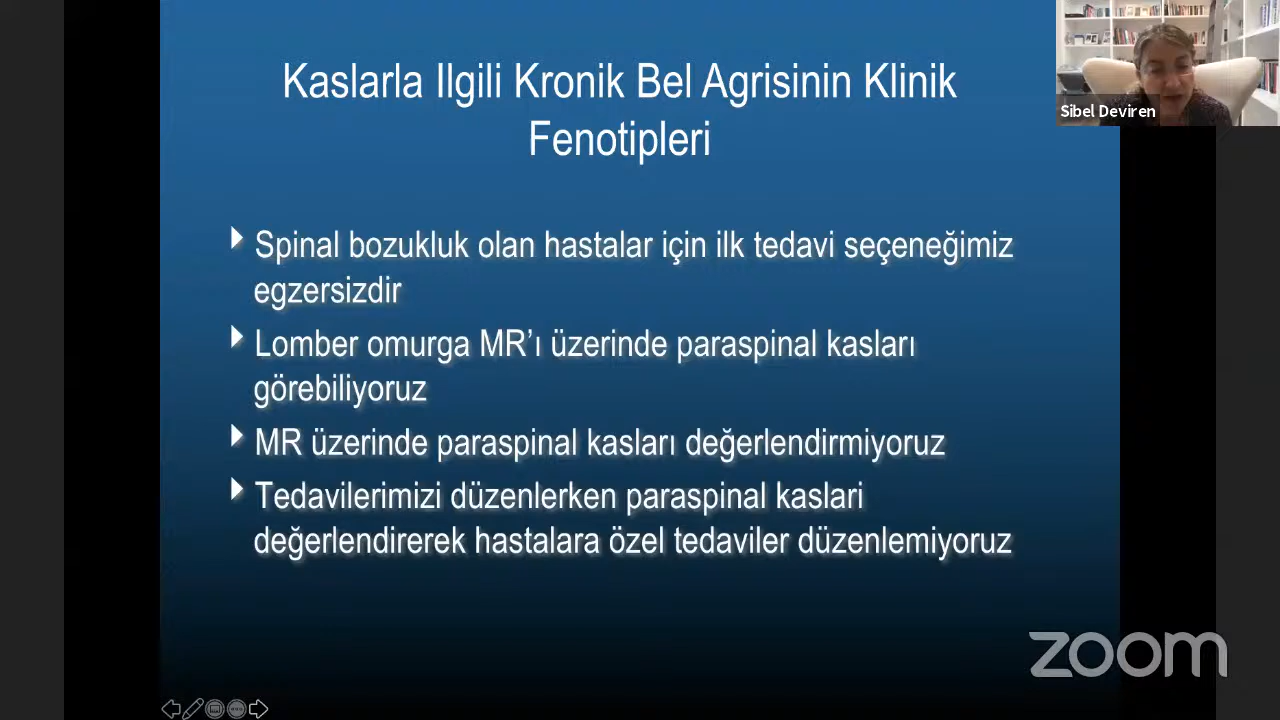 Kaslarla Ilgili Kronik Bel Agrisinin Klinik
Fenotipleri
Sibel Deviren
Spinal bozukluk olan hastalar için ilk tedavi seçeneğimiz
egzersizdir
Lomber omurga MR’ı üzerinde paraspinal kasları
görebiliyoruz
MR üzerinde paraspinal kasları değerlendirmiyoruz
Tedavilerimizi düzenlerken paraspinal kaslari
değerlendirerek hastalara özel tedaviler düzenlemiyoruz
zoom